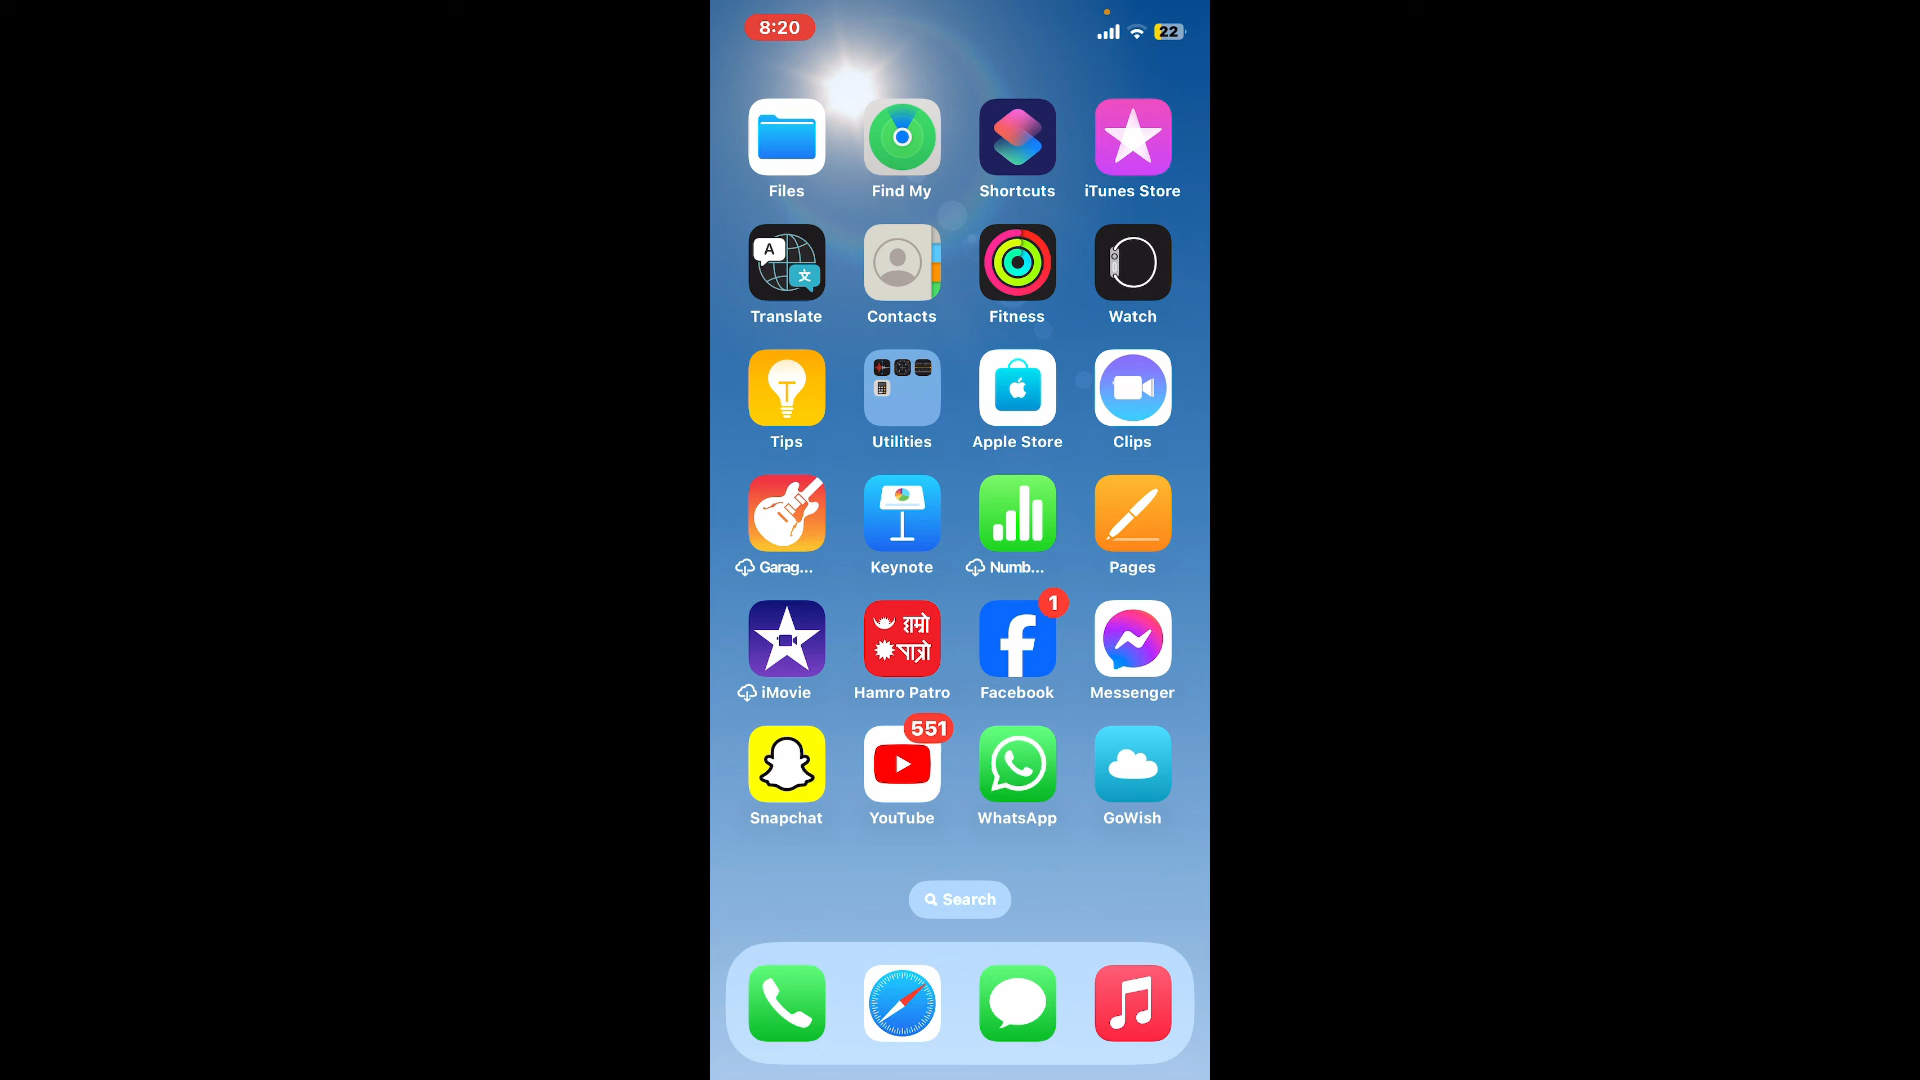 8:20
22
Files Find My Shortcuts iTunes Store
A
文
Translate Contacts Fitness Watch
Tips Utilities Apple Store Clips
Garag... Keynote Numb... Pages
हाम्रो
पात्रो
1
iMovie Hamro Patro Facebook Messenger
551
Snapchat YouTube WhatsApp GoWish
Search